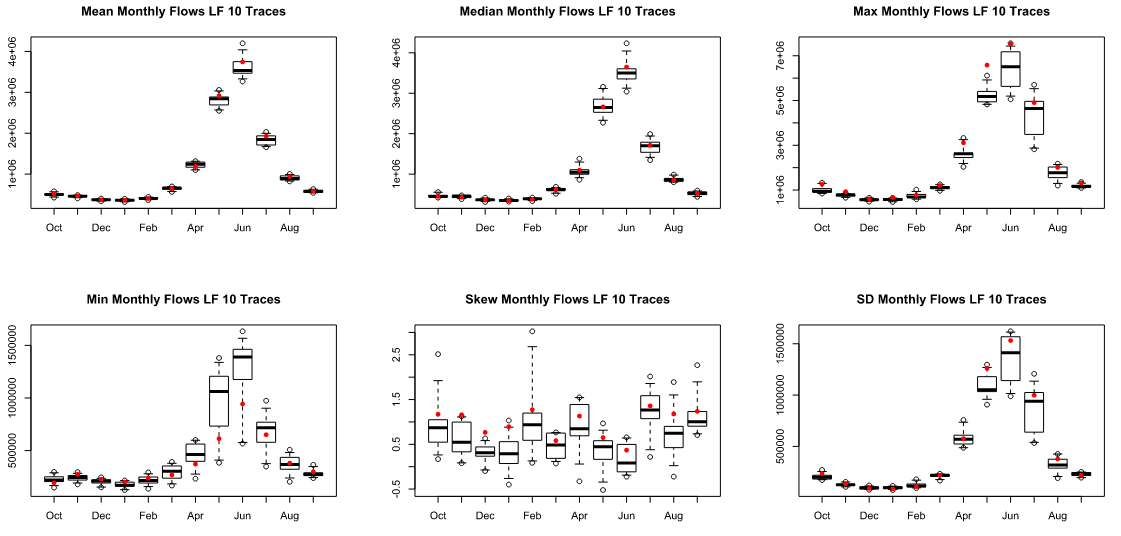 Mean Monthly Flows LF 10 Traces
4e+06
3e+06
2e+06
1e+06
Oct Dec Feb Apr Jun Aug
Median Monthly Flows LF 10 Traces
4e+06
3e+06
2e+06
1e+06
Oct Dec Feb Apr Jun Aug
Max Monthly Flows LF 10 Traces
7e+06
5e+06
3e+06
1e+06
Oct Dec Feb Apr Jun Aug
Min Monthly Flows LF 10 Traces
1500000
1000000
500000
Oct Dec Feb Apr Jun Aug
Skew Monthly Flows LF 10 Traces
2.5
1.5
0.5
-0.5
Oct Dec Feb Apr Jun Aug
SD Monthly Flows LF 10 Traces
1500000
1000000
500000
Oct Dec Feb Apr Jun Aug